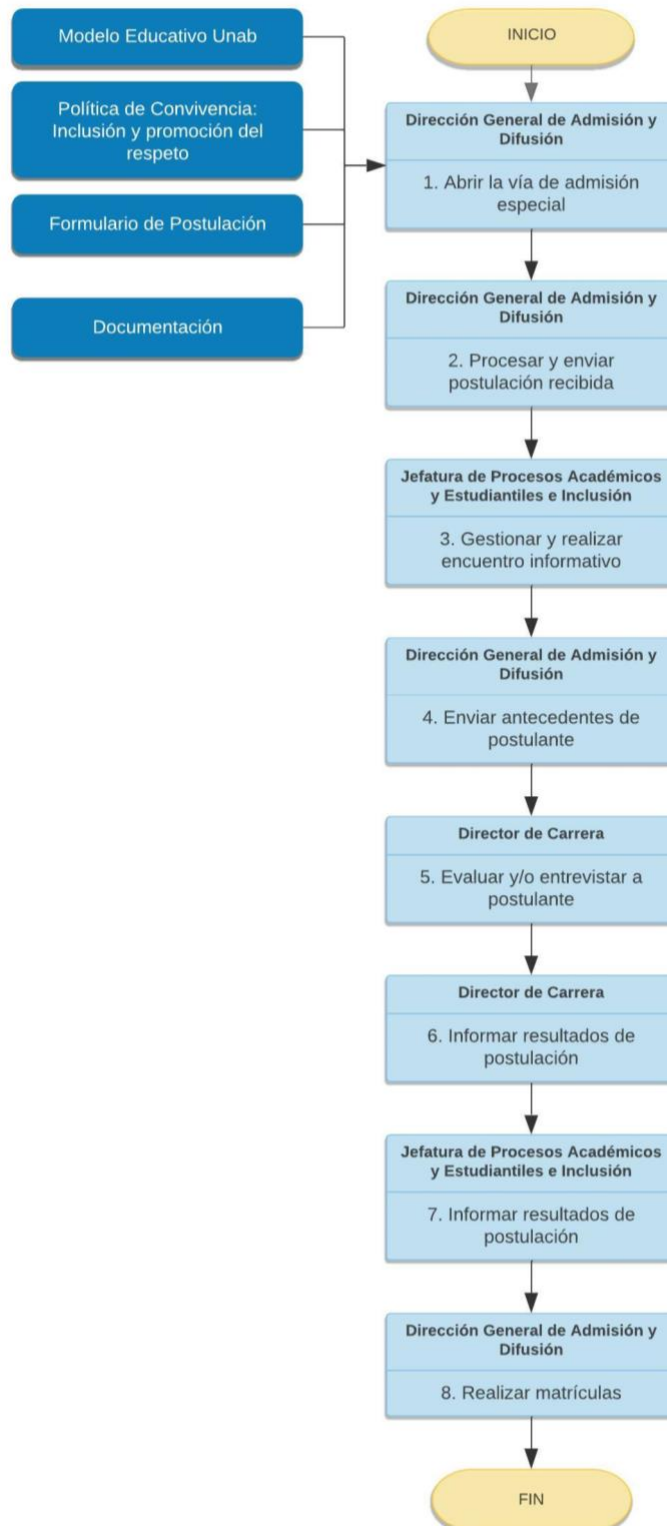 Modelo Educativo Unab
Política de Convivencia:
Inclusión y promoción del
respeto
Formulario de Postulación
Documentación
INICIO
Dirección General de Admisión y
Difusión
1. Abrir la vía de admisión
especial
Dirección General de Admisión y
Difusión
2. Procesar y enviar
postulación recibida
Jefatura de Procesos Académicos
y Estudiantiles e Inclusión
3. Gestionar y realizar
encuentro informativo
Dirección General de Admisión y
Difusión
4. Enviar antecedentes de
postulante
Director de Carrera
5. Evaluar y/o entrevistar a
postulante
Director de Carrera
6. Informar resultados de
postulación
Jefatura de Procesos Académicos
y Estudiantiles e Inclusión
7. Informar resultados de
postulación
Dirección General de Admisión y
Difusión
8. Realizar matrículas
FIN